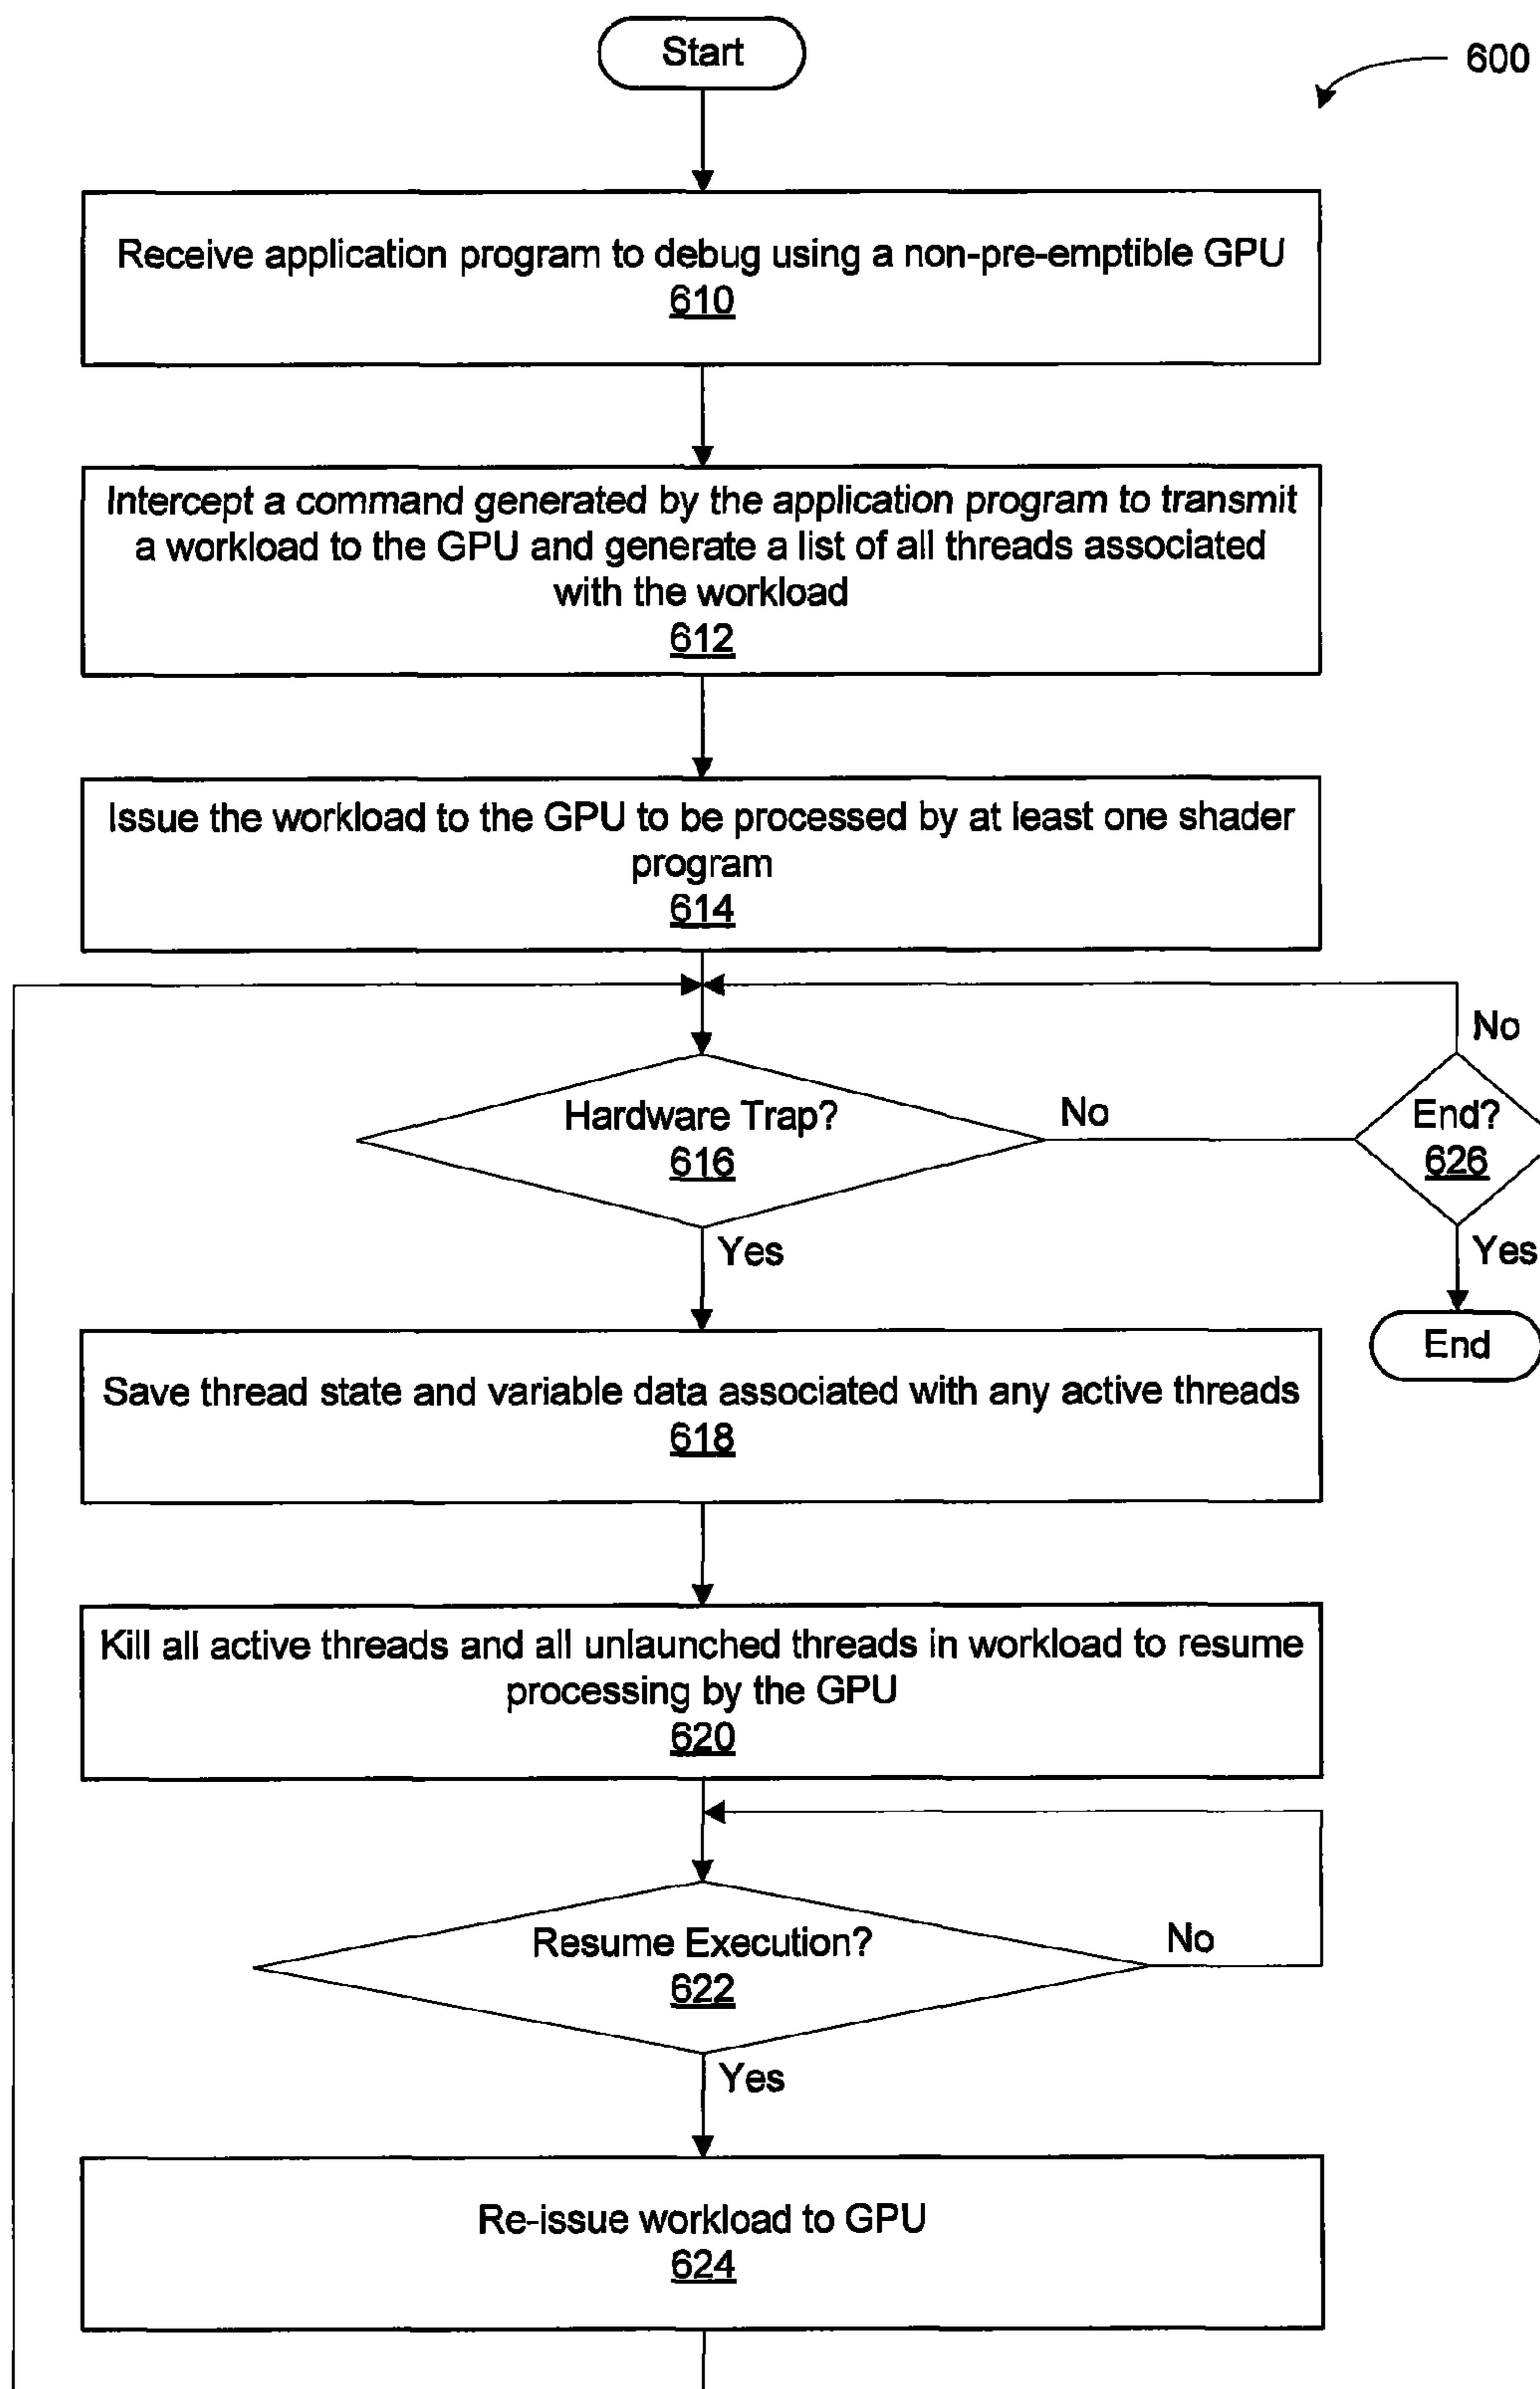 Start
600
Receive application program to debug using a non-pre-emptible GPU
610
Intercept a command generated by the application program to transmit
a workload to the GPU and generate a list of all threads associated
with the workload
612
Issue the workload to the GPU to be processed by at least one shader
program
614
No
Hardware Trap?
616
No
End?
626
Yes
Yes
End
Save thread state and variable data associated with any active threads
618
Kill all active threads and all unlaunched threads in workload to resume
processing by the GPU
620
Resume Execution?
622
No
Yes
Re-issue workload to GPU
624